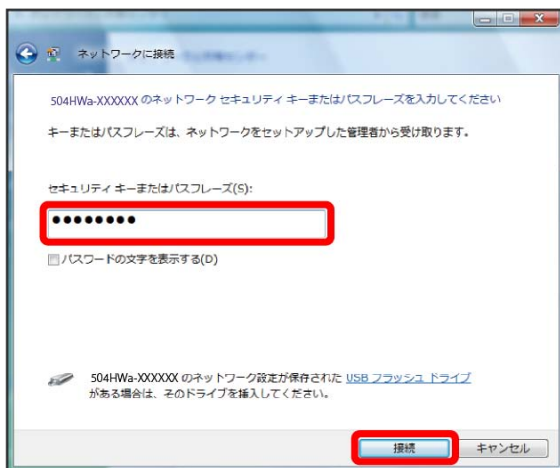 ネットワークに接続
504HWa-XXXXXX のネットワーク セキュリティ キーまたはパスフレーズを入力してください
キーまたはパスフレーズは、ネットワークをセットアップした管理者から受け取ります。
セキュリティ キーまたはパスフレーズ(S):
●●●●●●●●
パスワードの文字を表示する(D)
504HWa-XXXXXX のネットワーク設定が保存された USB フラッシュ ドライブ
がある場合は、そのドライブを挿入してください。
接続 キャンセル